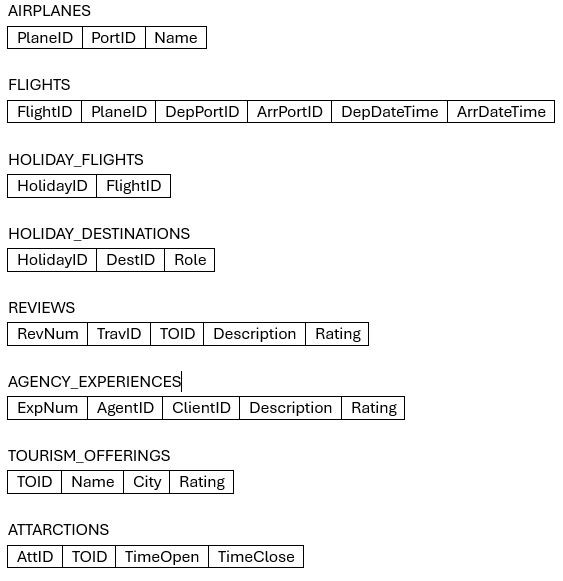 AIRPLANES
PlaneID PortID Name
FLIGHTS
FlightID PlaneID DepPortID ArrPortID DepDateTime ArrDateTime
HOLIDAY_FLIGHTS
HolidayID FlightID
HOLIDAY_DESTINATIONS
HolidayID DestID Role
REVIEWS
RevNum TravID TOID Description Rating
AGENCY_EXPERIENCES
ExpNum AgentID ClientID Description Rating
TOURISM_OFFERINGS
TOID Name City Rating
ATTARCTIONS
AttID TOID TimeOpen TimeClose